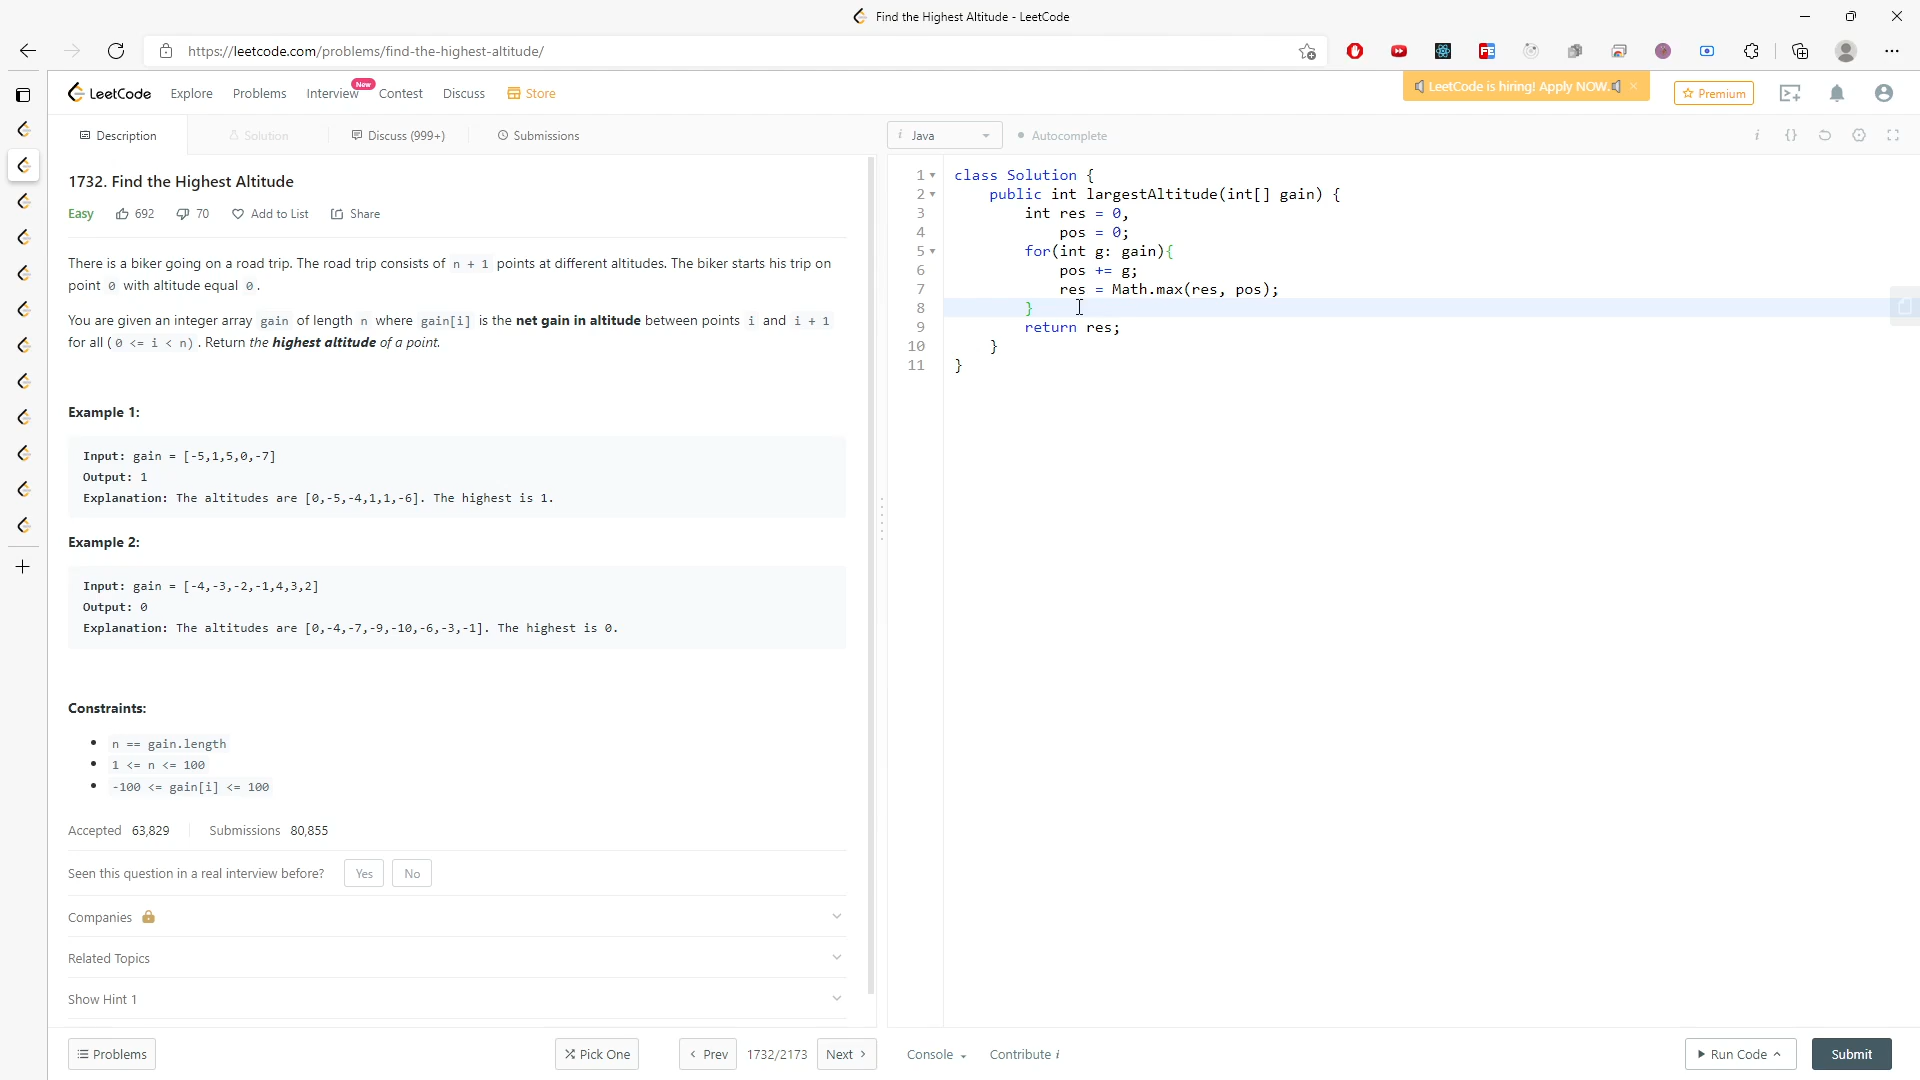 Find the Highest Altitude - LeetCode
https://leetcode.com/problems/find-the-highest-altitude/
LeetCode Explore Problems Interview New Contest Discuss Store
LeetCode is hiring! Apply NOW.
Premium
Description Solution Discuss (999+) Submissions
i Java Autocomplete
1732. Find the Highest Altitude
Easy 692 70 Add to List Share
There is a biker going on a road trip. The road trip consists of n + 1 points at different altitudes. The biker starts his trip on
point 0 with altitude equal 0.
You are given an integer array gain of length n where gain[i] is the net gain in altitude between points i and i + 1
for all (0 <= i < n). Return the highest altitude of a point.
Example 1:
Input: gain = [-5,1,5,0,-7]
Output: 1
Explanation: The altitudes are [0,-5,-4,1,1,-6]. The highest is 1.
Example 2:
Input: gain = [-4,-3,-2,-1,4,3,2]
Output: 0
Explanation: The altitudes are [0,-4,-7,-9,-10,-6,-3,-1]. The highest is 0.
Constraints:
n == gain.length
1 <= n <= 100
-100 <= gain[i] <= 100
Accepted 63,829 Submissions 80,855
Seen this question in a real interview before? Yes No
Companies
Related Topics
Show Hint 1
Problems Pick One Prev 1732/2173 Next
1 class Solution {
2 public int largestAltitude(int[] gain) {
3 int res = 0,
4 pos = 0;
5 for(int g: gain){
6 pos += g;
7 res = Math.max(res, pos);
8 }
9 return res;
10 }
11 }
Console Contribute i Run Code Submit